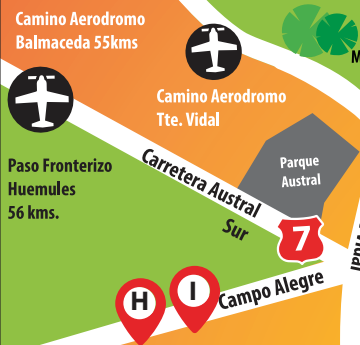 Camino Aerodromo
Balmaceda 55kms
Camino Aerodromo
Tte. Vidal
Paso Fronterizo
Huemules
56 kms.
Carretera Austral
Sur
Parque
Austral
7
H
I
Campo Alegre
M